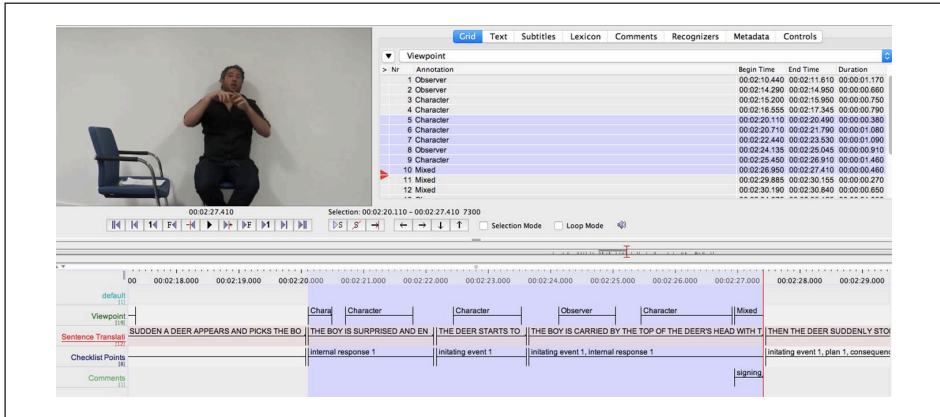 Grid Text Subtitles Lexicon Comments Recognizers Metadata Controls
Viewpoint
> Nr Annotation Begin Time End Time Duration
1 Observer 00:02:10.440 00:02:11.610 00:00:01.170
2 Observer 00:02:14.290 00:02:14.950 00:00:00.660
3 Character 00:02:15.200 00:02:15.950 00:00:00.750
4 Character 00:02:16.555 00:02:17.345 00:00:00.790
5 Character 00:02:20.110 00:02:20.490 00:00:00.380
6 Character 00:02:20.710 00:02:21.790 00:00:01.080
7 Character 00:02:22.440 00:02:23.530 00:00:01.090
8 Observer 00:02:24.135 00:02:25.045 00:00:00.910
9 Character 00:02:25.450 00:02:26.910 00:00:01.460
10 Mixed 00:02:26.950 00:02:27.410 00:00:00.460
11 Mixed 00:02:29.885 00:02:30.155 00:00:00.270
12 Mixed 00:02:30.190 00:02:30.840 00:00:00.650
00:02:27.410 Selection: 00:02:20.110 - 00:02:27.410 7300
Selection Mode Loop Mode
00 00:02:18.000 00:02:19.000 00:02:20.000 00:02:21.000 00:02:22.000 00:02:23.000 00:02:24.000 00:02:25.000 00:02:26.000 00:02:27.000 00:02:28.000 00:02:29.000
default
[1]
Viewpoint Chara Character Character Observer Character Mixed
[19]
Sentence Translati SUDDEN A DEER APPEARS AND PICKS THE BO THE BOY IS SURPRISED AND EN THE DEER STARTS TO THE BOY IS CARRIED BY THE TOP OF THE DEER'S HEAD WITH T THEN THE DEER SUDDENLY STO
[12]
Checklist Points internal response 1 initating event 1 initating event 1, internal response 1 initating event 1, plan 1, consequenc
[8]
Comments signing,
[1]